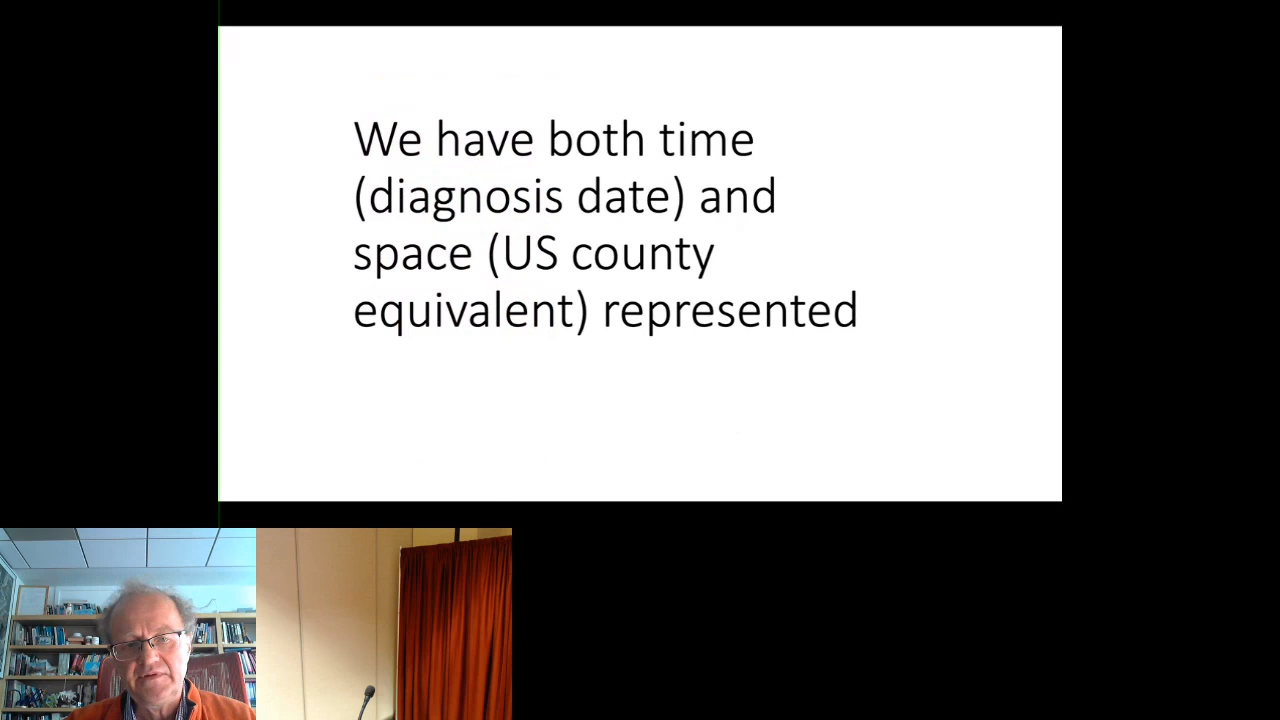 We have both time
(diagnosis date) and
space (US county
equivalent) represented